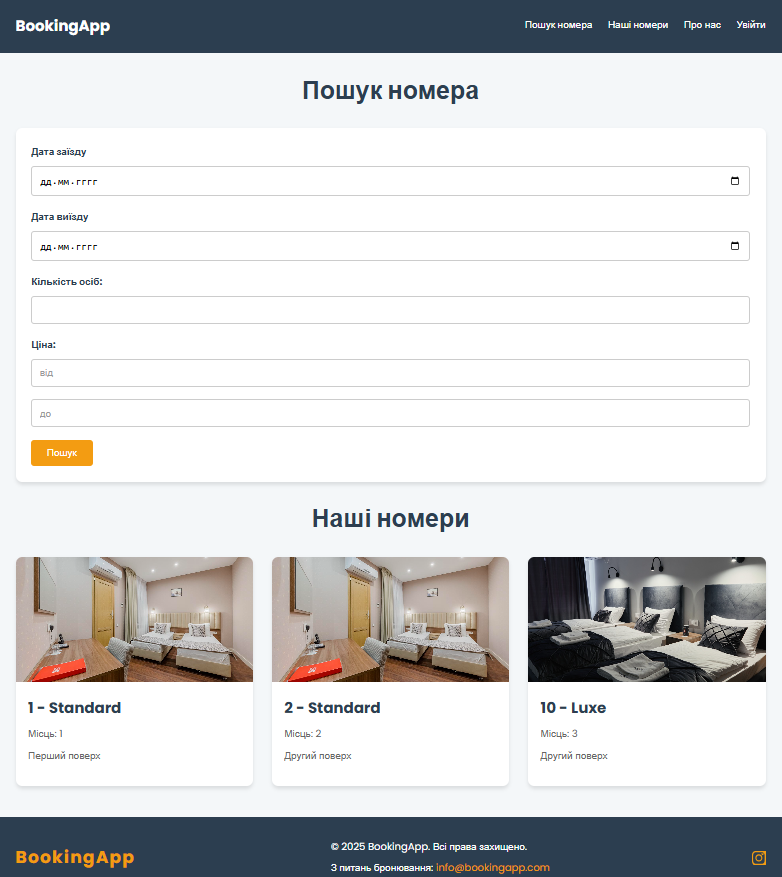 BookingApp
Пошук номера Наші номери Про нас Увійти
Пошук номера
Дата заїзду
дд.мм.гггг
Дата виїзду
дд.мм.гггг
Кількість осіб:
Ціна:
від
до
Пошук
Наші номери
1 - Standard
Місць: 1
Перший поверх
2 - Standard
Місць: 2
Другий поверх
10 - Luxe
Місць: 3
Другий поверх
BookingApp
© 2025 BookingApp. Всі права захищено.
З питань бронювання: info@bookingapp.com